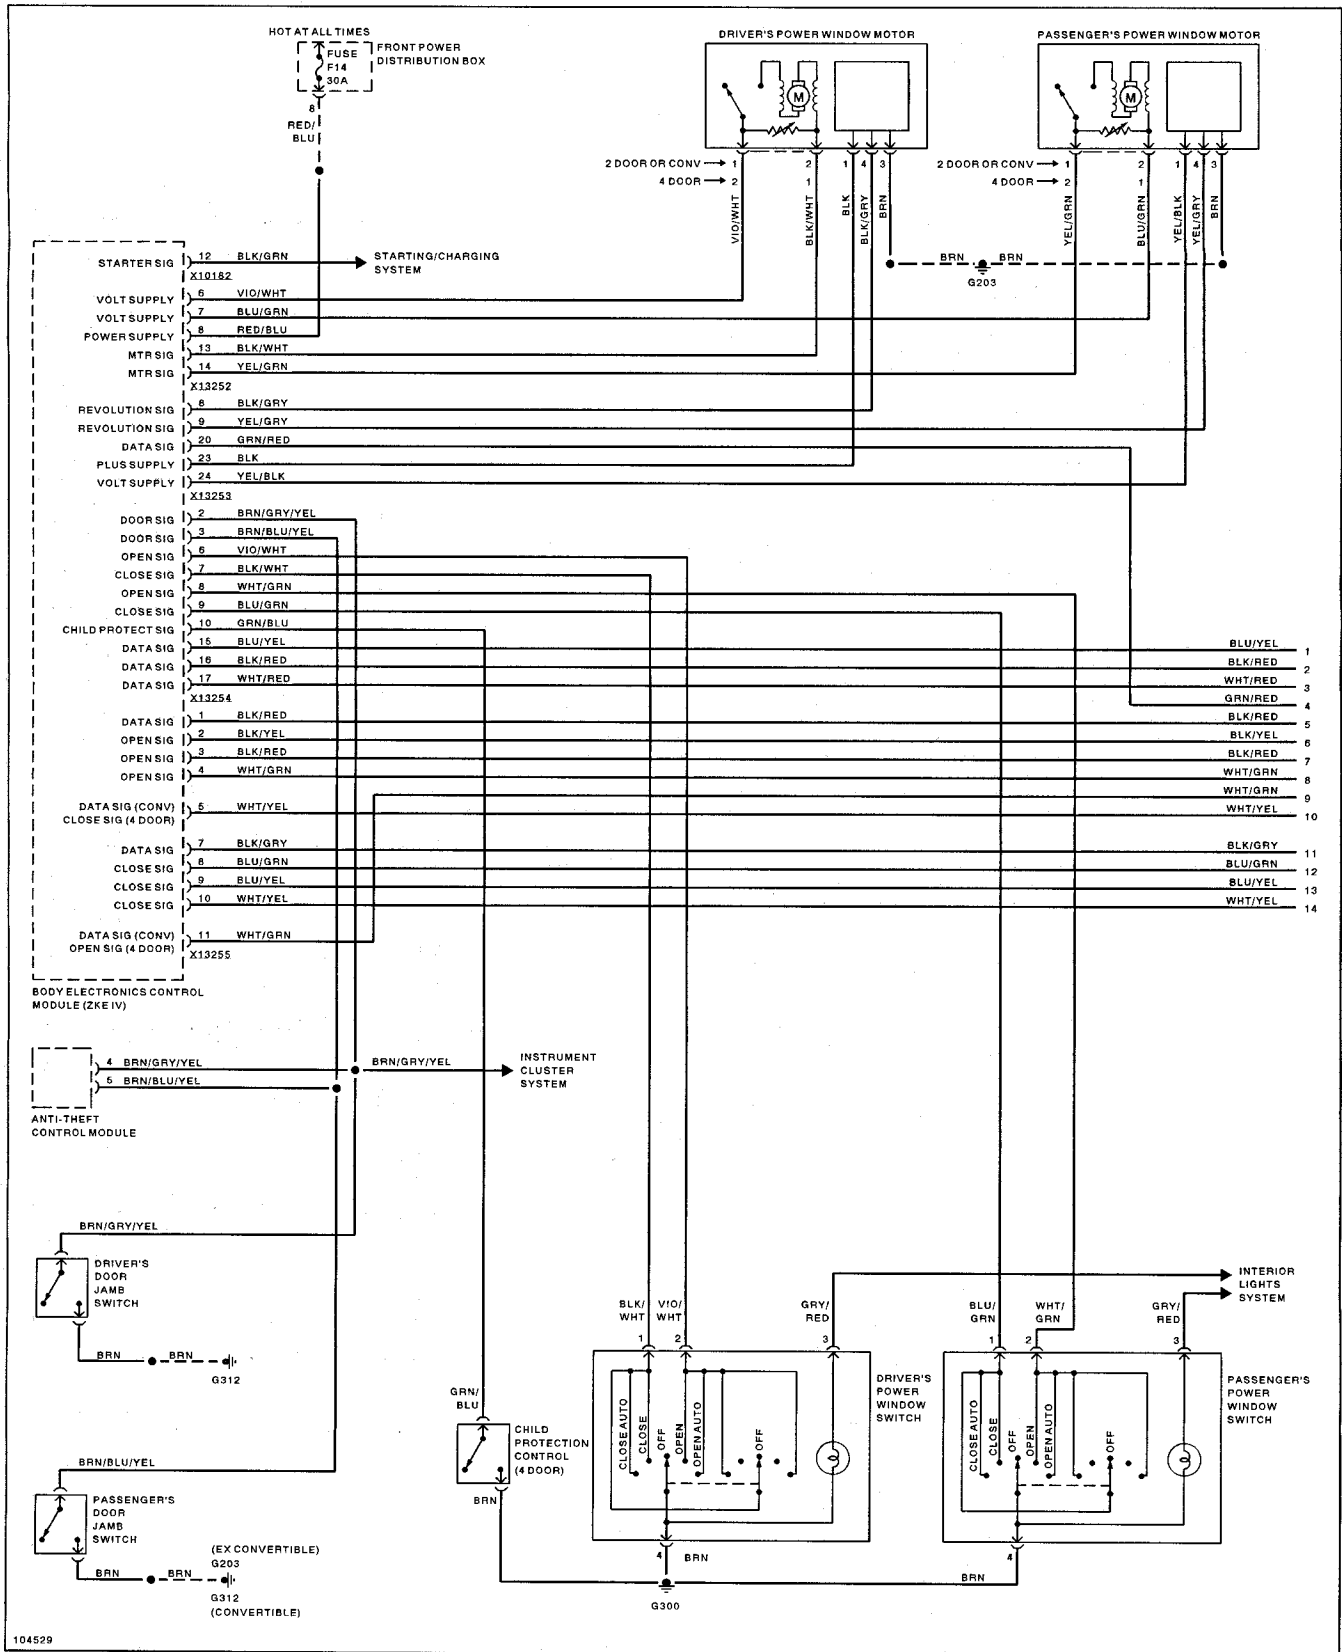 HOT AT ALL TIMES
FUSE
F14
30A
FRONT POWER
DISTRIBUTION BOX
8
RED/
BLU
DRIVER'S POWER WINDOW MOTOR
M
2 DOOR OR CONV 1 2 1 4 3
4 DOOR 2 1
VIO/WHT
BLK/WHT
BLK
BLK/GRY
BRN
PASSENGER'S POWER WINDOW MOTOR
M
2 DOOR OR CONV 1 2 1 4 3
4 DOOR 2 1
YEL/GRN
BLU/GRN
YEL/BLK
YEL/GRY
BRN
BRN BRN
G203
STARTER SIG 12 BLK/GRN
STARTING/CHARGING
SYSTEM
X10182
VOLT SUPPLY 6 VIO/WHT
VOLT SUPPLY 7 BLU/GRN
POWER SUPPLY 8 RED/BLU
MTR SIG 13 BLK/WHT
MTR SIG 14 YEL/GRN
X13252
REVOLUTION SIG 8 BLK/GRY
REVOLUTION SIG 9 YEL/GRY
DATA SIG 20 GRN/RED
PLUS SUPPLY 23 BLK
VOLT SUPPLY 24 YEL/BLK
X13253
DOOR SIG 2 BRN/GRY/YEL
DOOR SIG 3 BRN/BLU/YEL
OPEN SIG 6 VIO/WHT
CLOSE SIG 7 BLK/WHT
OPEN SIG 8 WHT/GRN
CLOSE SIG 9 BLU/GRN
CHILD PROTECT SIG 10 GRN/BLU
DATA SIG 15 BLU/YEL BLU/YEL 1
DATA SIG 16 BLK/RED BLK/RED 2
DATA SIG 17 WHT/RED WHT/RED 3
X13254 GRN/RED 4
DATA SIG 1 BLK/RED BLK/RED 5
OPEN SIG 2 BLK/YEL BLK/YEL 6
OPEN SIG 3 BLK/RED BLK/RED 7
OPEN SIG 4 WHT/GRN WHT/GRN 8
WHT/GRN 9
DATA SIG (CONV) 5 WHT/YEL WHT/YEL 10
CLOSE SIG (4 DOOR)
DATA SIG 7 BLK/GRY BLK/GRY 11
CLOSE SIG 8 BLU/GRN BLU/GRN 12
CLOSE SIG 9 BLU/YEL BLU/YEL 13
CLOSE SIG 10 WHT/YEL WHT/YEL 14
DATA SIG (CONV) 11 WHT/GRN
OPEN SIG (4 DOOR)
X13255
BODY ELECTRONICS CONTROL
MODULE (ZKE IV)
4 BRN/GRY/YEL
5 BRN/BLU/YEL
ANTI-THEFT
CONTROL MODULE
BRN/GRY/YEL
INSTRUMENT
CLUSTER
SYSTEM
BRN/GRY/YEL
DRIVER'S
DOOR
JAMB
SWITCH
BRN BRN
G312
BRN/BLU/YEL
PASSENGER'S
DOOR
JAMB
SWITCH
BRN BRN
(EX CONVERTIBLE)
G203
G312
(CONVERTIBLE)
GRN/
BLU
CHILD
PROTECTION
CONTROL
(4 DOOR)
BRN
BLK/
WHT
1
VIO/
WHT
2
GRY/
RED
3
CLOSE AUTO
CLOSE
OFF
OPEN
OPEN AUTO
OFF
DRIVER'S
POWER
WINDOW
SWITCH
4 BRN
G300
BLU/
GRN
1
WHT/
GRN
2
GRY/
RED
3
INTERIOR
LIGHTS
SYSTEM
CLOSE AUTO
CLOSE
OFF
OPEN
OPEN AUTO
OFF
PASSENGER'S
POWER
WINDOW
SWITCH
4
BRN
104529